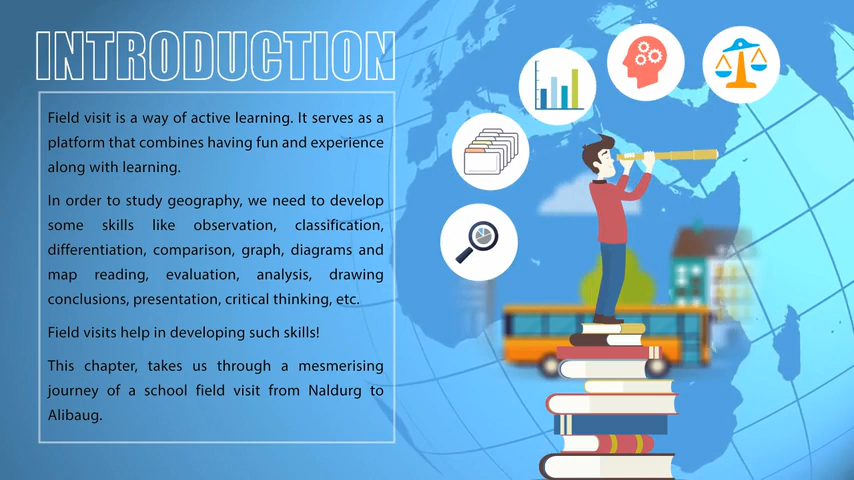 INTRODUCTION
Field visit is a way of active learning. It serves as a
platform that combines having fun and experience
along with learning.
In order to study geography, we need to develop
some skills like observation, classification,
differentiation, comparison, graph, diagrams and
map reading, evaluation, analysis, drawing
conclusions, presentation, critical thinking, etc.
Field visits help in developing such skills!
This chapter, takes us through a mesmerising
journey of a school field visit from Naldurg to
Alibaug.